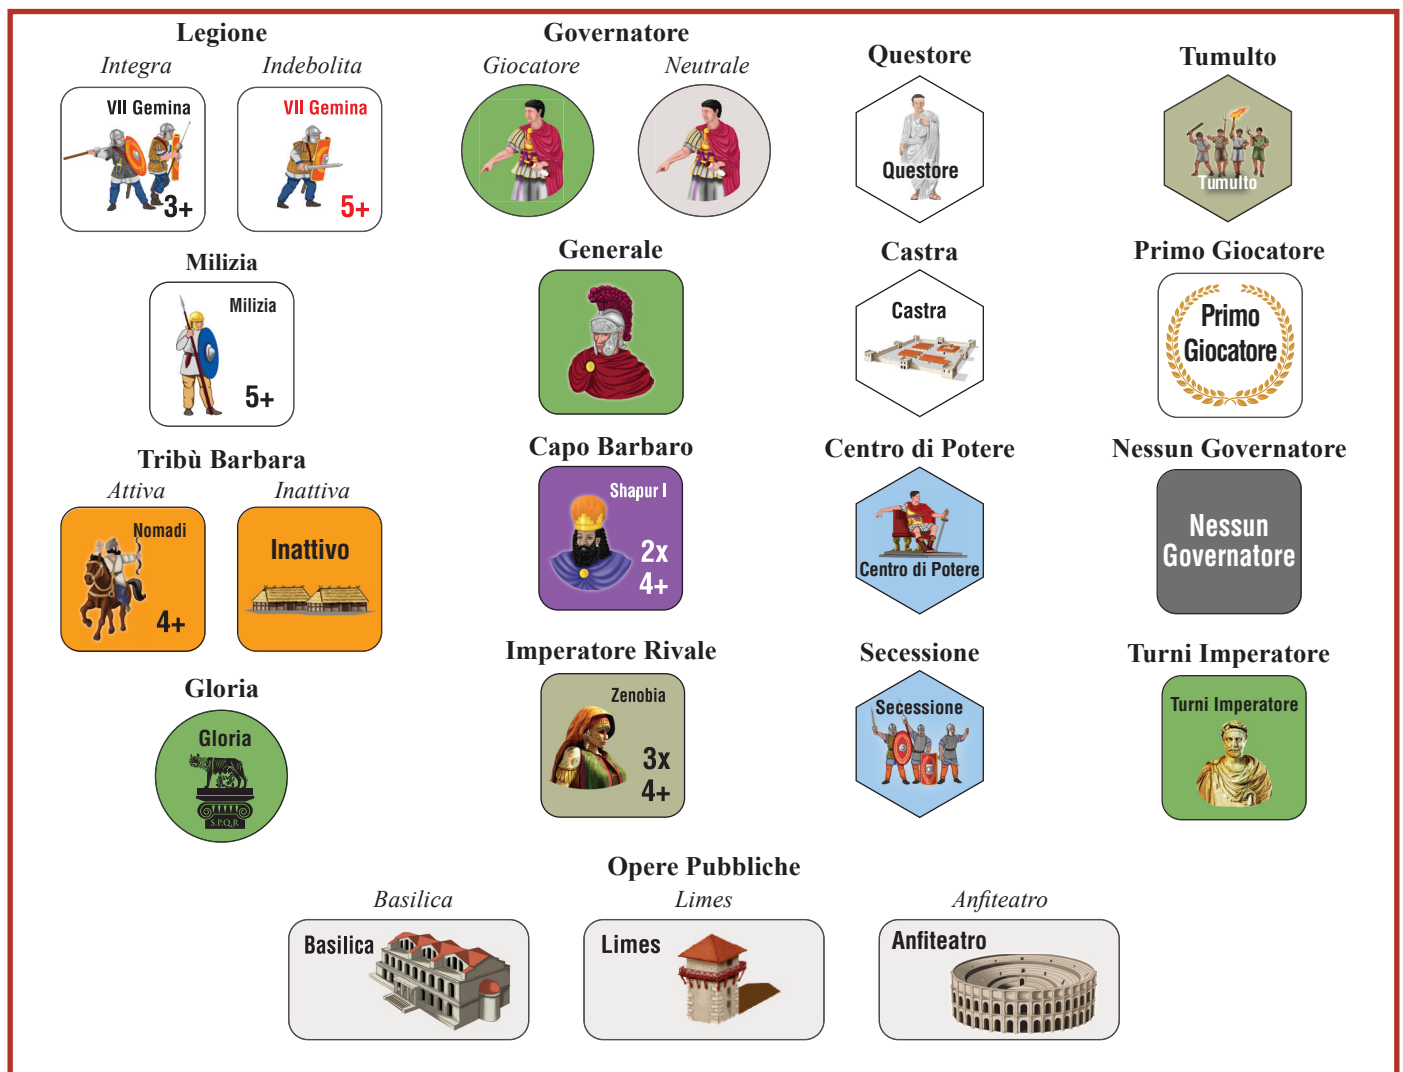 Legione
Integra
Indebolita
VII Gemina
3+
VII Gemina
5+
Milizia
Milizia
5+
Tribù Barbara
Attiva
Inattiva
Nomadi
4+
Inattivo
Gloria
Gloria
S.P.Q.R
Governatore
Giocatore
Neutrale
Generale
Capo Barbaro
Shapur I
2x
4+
Imperatore Rivale
Zenobia
3x
4+
Questore
Questore
Castra
Castra
Centro di Potere
Centro di Potere
Secessione
Secessione
Tumulto
Tumulto
Primo Giocatore
Primo
Giocatore
Nessun Governatore
Nessun
Governatore
Turni Imperatore
Turni Imperatore
Opere Pubbliche
Basilica
Limes
Anfiteatro
Basilica
Limes
Anfiteatro